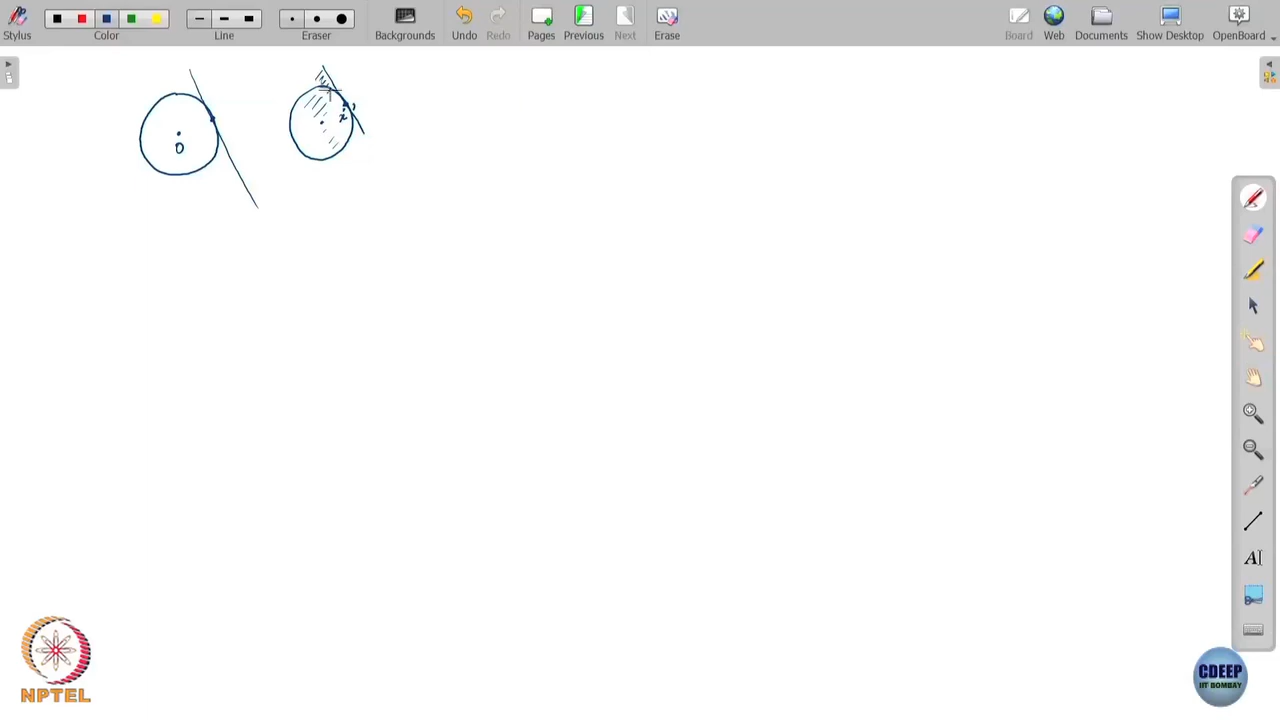 Stylus
Color
Line
Eraser
Backgrounds
Undo
Redo
Pages
Previous
Next
Erase
Board
Web
Documents
Show Desktop
OpenBoard
0
x
A
NPTEL
CDEEP
IIT BOMBAY